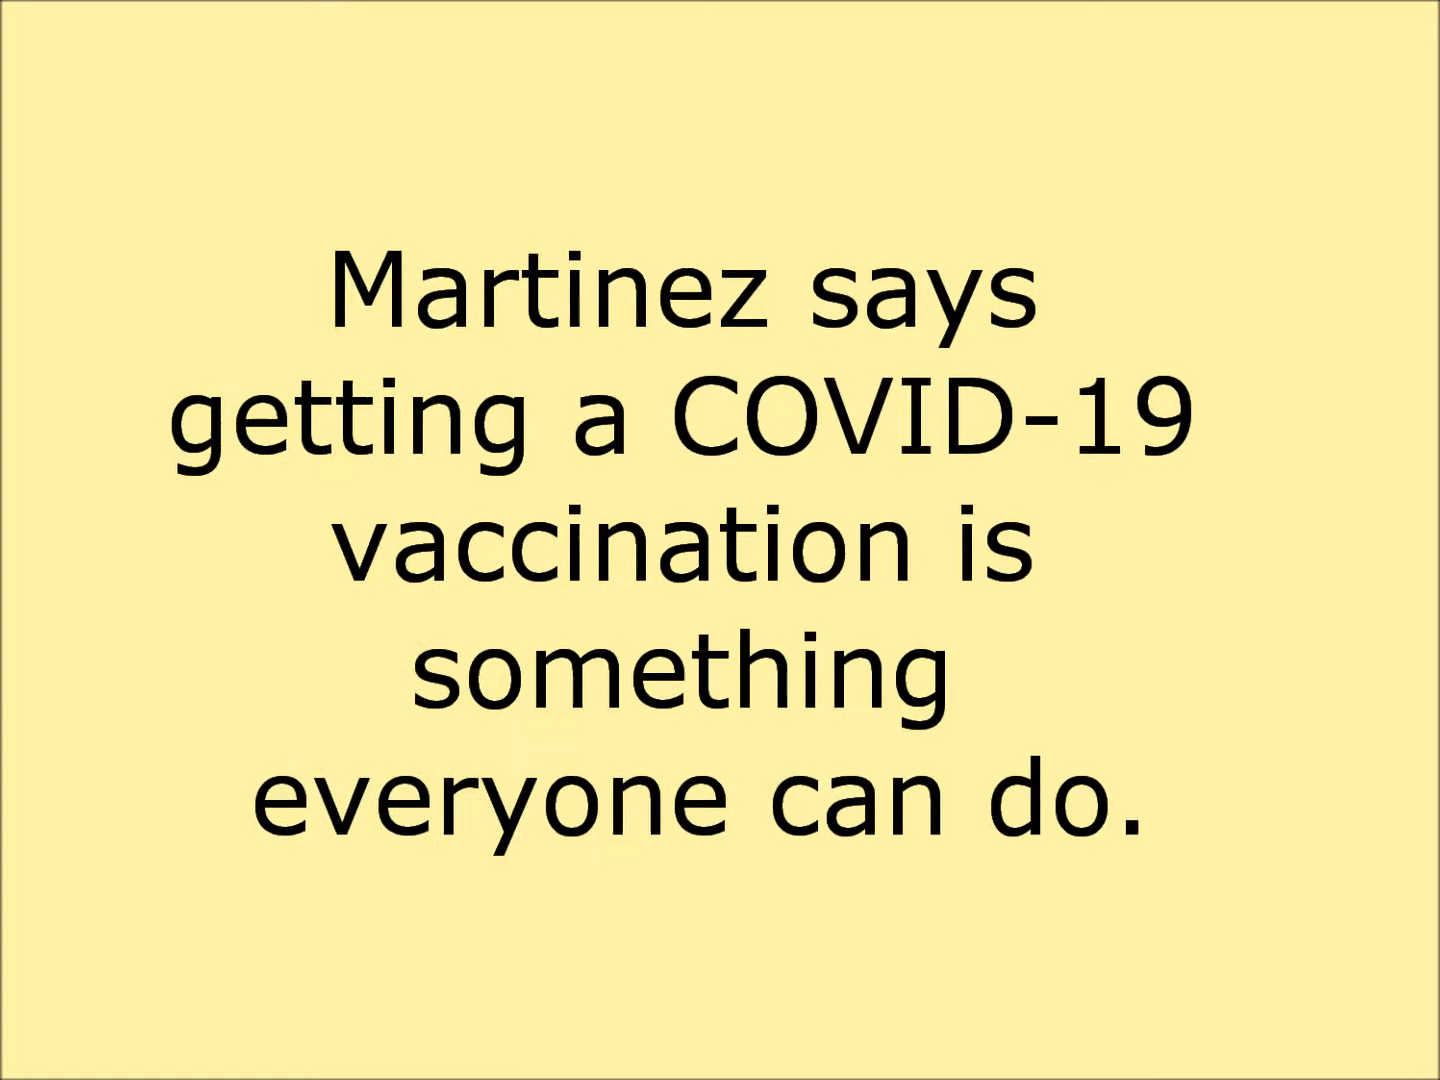 Martinez says
getting a COVID-19
vaccination is
something
everyone can do.